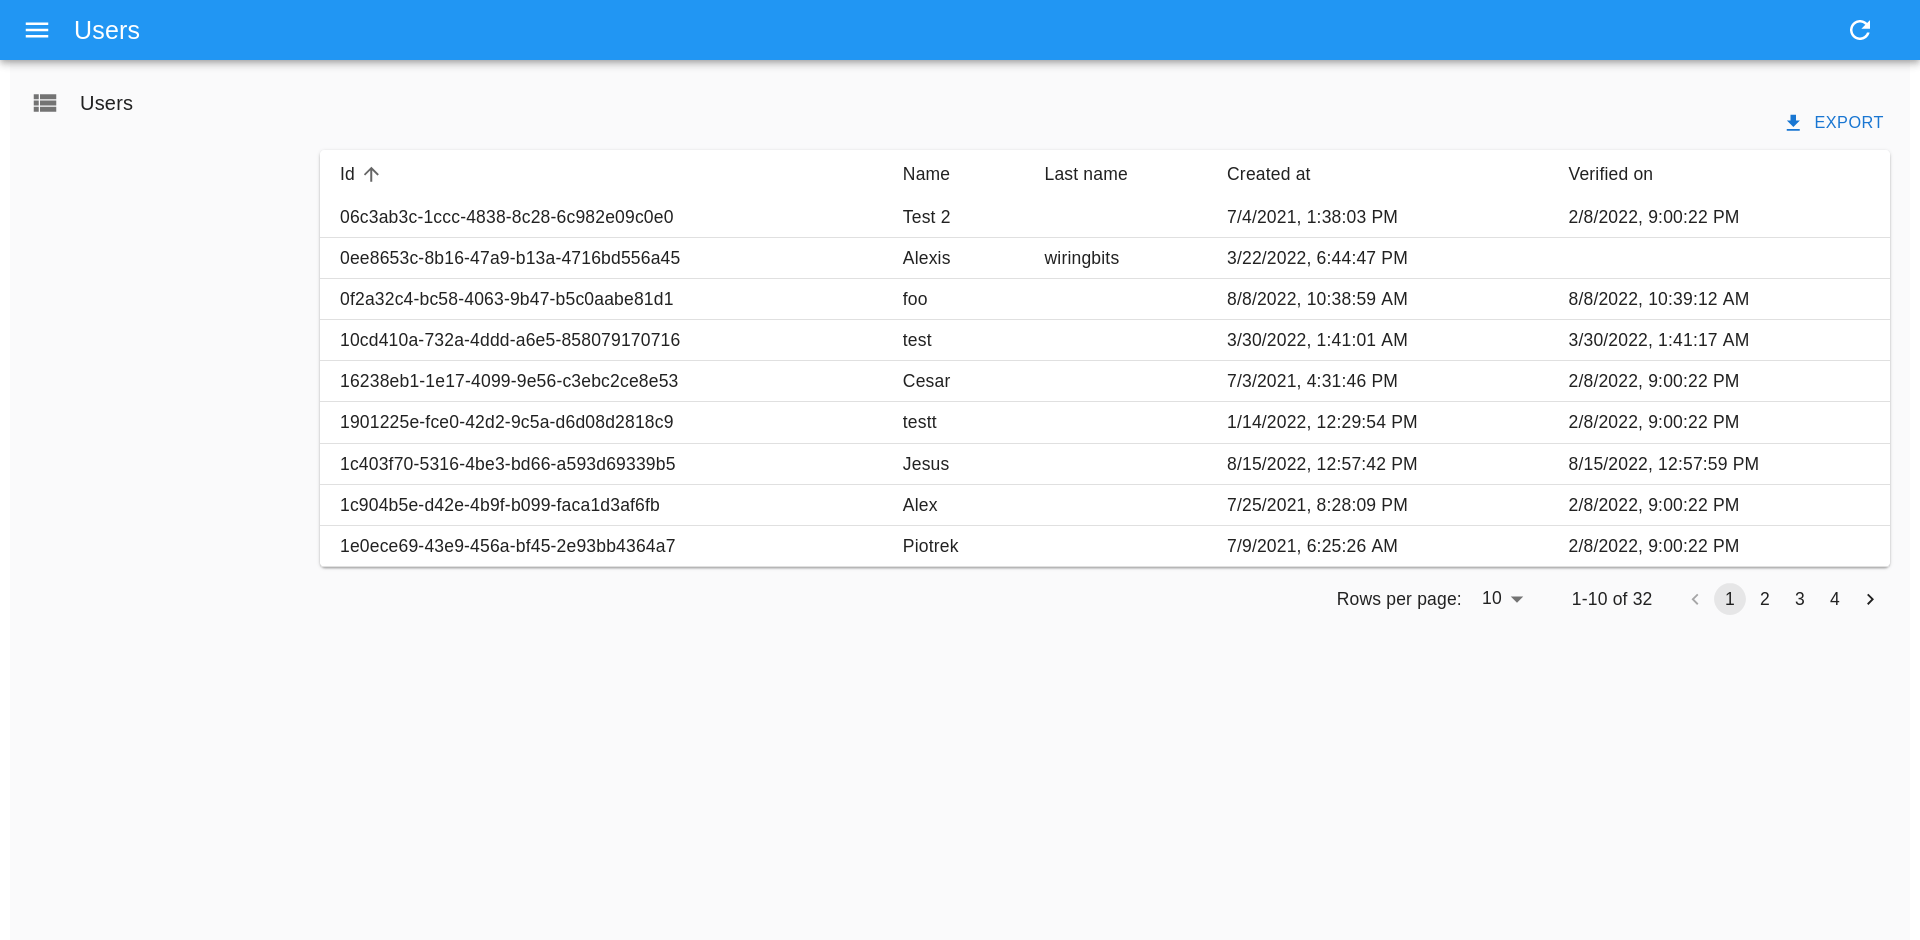 Users
Users
EXPORT
Id Name Last name Created at Verified on
06c3ab3c-1ccc-4838-8c28-6c982e09c0e0 Test 2 7/4/2021, 1:38:03 PM 2/8/2022, 9:00:22 PM
0ee8653c-8b16-47a9-b13a-4716bd556a45 Alexis wiringbits 3/22/2022, 6:44:47 PM
0f2a32c4-bc58-4063-9b47-b5c0aabe81d1 foo 8/8/2022, 10:38:59 AM 8/8/2022, 10:39:12 AM
10cd410a-732a-4ddd-a6e5-858079170716 test 3/30/2022, 1:41:01 AM 3/30/2022, 1:41:17 AM
16238eb1-1e17-4099-9e56-c3ebc2ce8e53 Cesar 7/3/2021, 4:31:46 PM 2/8/2022, 9:00:22 PM
1901225e-fce0-42d2-9c5a-d6d08d2818c9 testt 1/14/2022, 12:29:54 PM 2/8/2022, 9:00:22 PM
1c403f70-5316-4be3-bd66-a593d69339b5 Jesus 8/15/2022, 12:57:42 PM 8/15/2022, 12:57:59 PM
1c904b5e-d42e-4b9f-b099-faca1d3af6fb Alex 7/25/2021, 8:28:09 PM 2/8/2022, 9:00:22 PM
1e0ece69-43e9-456a-bf45-2e93bb4364a7 Piotrek 7/9/2021, 6:25:26 AM 2/8/2022, 9:00:22 PM
Rows per page: 10 1-10 of 32 1 2 3 4